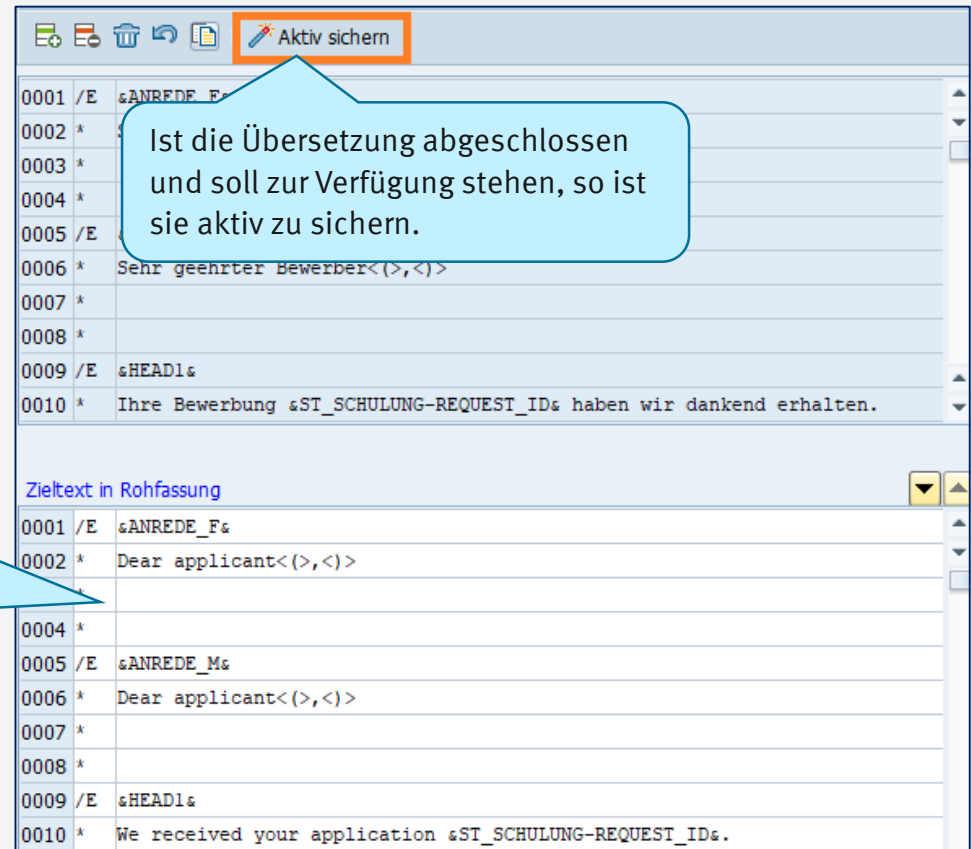 Aktiv sichern
0001 /E &ANREDE_F&
0002 * S
0003 *
0004 *
0005 /E &
0006 * Sehr geehrter Bewerber<(>,<)>
0007 *
0008 *
0009 /E &HEAD1&
0010 * Ihre Bewerbung &ST_SCHULUNG-REQUEST_ID& haben wir dankend erhalten.
Ist die Übersetzung abgeschlossen
und soll zur Verfügung stehen, so ist
sie aktiv zu sichern.
Zieltext in Rohfassung
0001 /E &ANREDE_F&
0002 * Dear applicant<(>,<)>
*
0004 *
0005 /E &ANREDE_M&
0006 * Dear applicant<(>,<)>
0007 *
0008 *
0009 /E &HEAD1&
0010 * We received your application &ST_SCHULUNG-REQUEST_ID&.